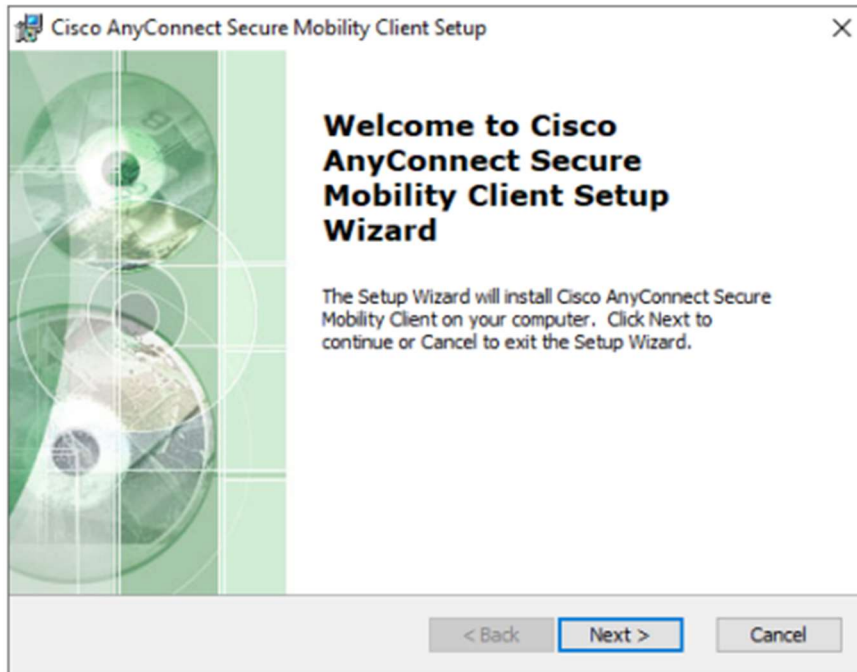 Cisco AnyConnect Secure Mobility Client Setup
Welcome to Cisco
AnyConnect Secure
Mobility Client Setup
Wizard
The Setup Wizard will install Cisco AnyConnect Secure
Mobility Client on your computer. Click Next to
continue or Cancel to exit the Setup Wizard.
< Back
Next >
Cancel